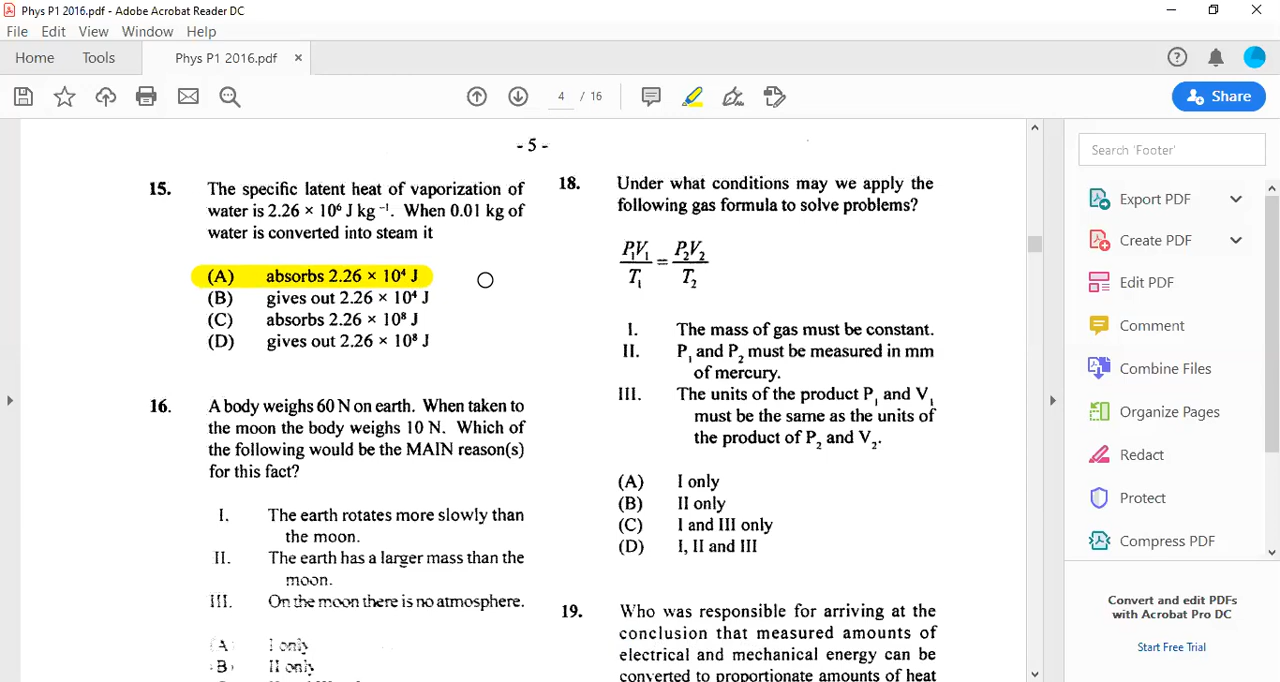 Phys P1 2016.pdf - Adobe Acrobat Reader DC
File Edit View Window Help
Home Tools Phys P1 2016.pdf ×
4 / 16
Share
- 5 -
15. The specific latent heat of vaporization of
water is 2.26 × 10⁶ J kg ⁻¹. When 0.01 kg of
water is converted into steam it
(A) absorbs 2.26 × 10⁴ J
(B) gives out 2.26 × 10⁴ J
(C) absorbs 2.26 × 10⁸ J
(D) gives out 2.26 × 10⁸ J
16. A body weighs 60 N on earth. When taken to
the moon the body weighs 10 N. Which of
the following would be the MAIN reason(s)
for this fact?
I. The earth rotates more slowly than
the moon.
II. The earth has a larger mass than the
moon.
III. On the moon there is no atmosphere.
(A) I only
(B) II only
18. Under what conditions may we apply the
following gas formula to solve problems?
P₁V₁/T₁ = P₂V₂/T₂
I. The mass of gas must be constant.
II. P₁ and P₂ must be measured in mm
of mercury.
III. The units of the product P₁ and V₁
must be the same as the units of
the product of P₂ and V₂.
(A) I only
(B) II only
(C) I and III only
(D) I, II and III
19. Who was responsible for arriving at the
conclusion that measured amounts of
electrical and mechanical energy can be
converted to proportionate amounts of heat
Search 'Footer'
Export PDF
Create PDF
Edit PDF
Comment
Combine Files
Organize Pages
Redact
Protect
Compress PDF
Convert and edit PDFs
with Acrobat Pro DC
Start Free Trial